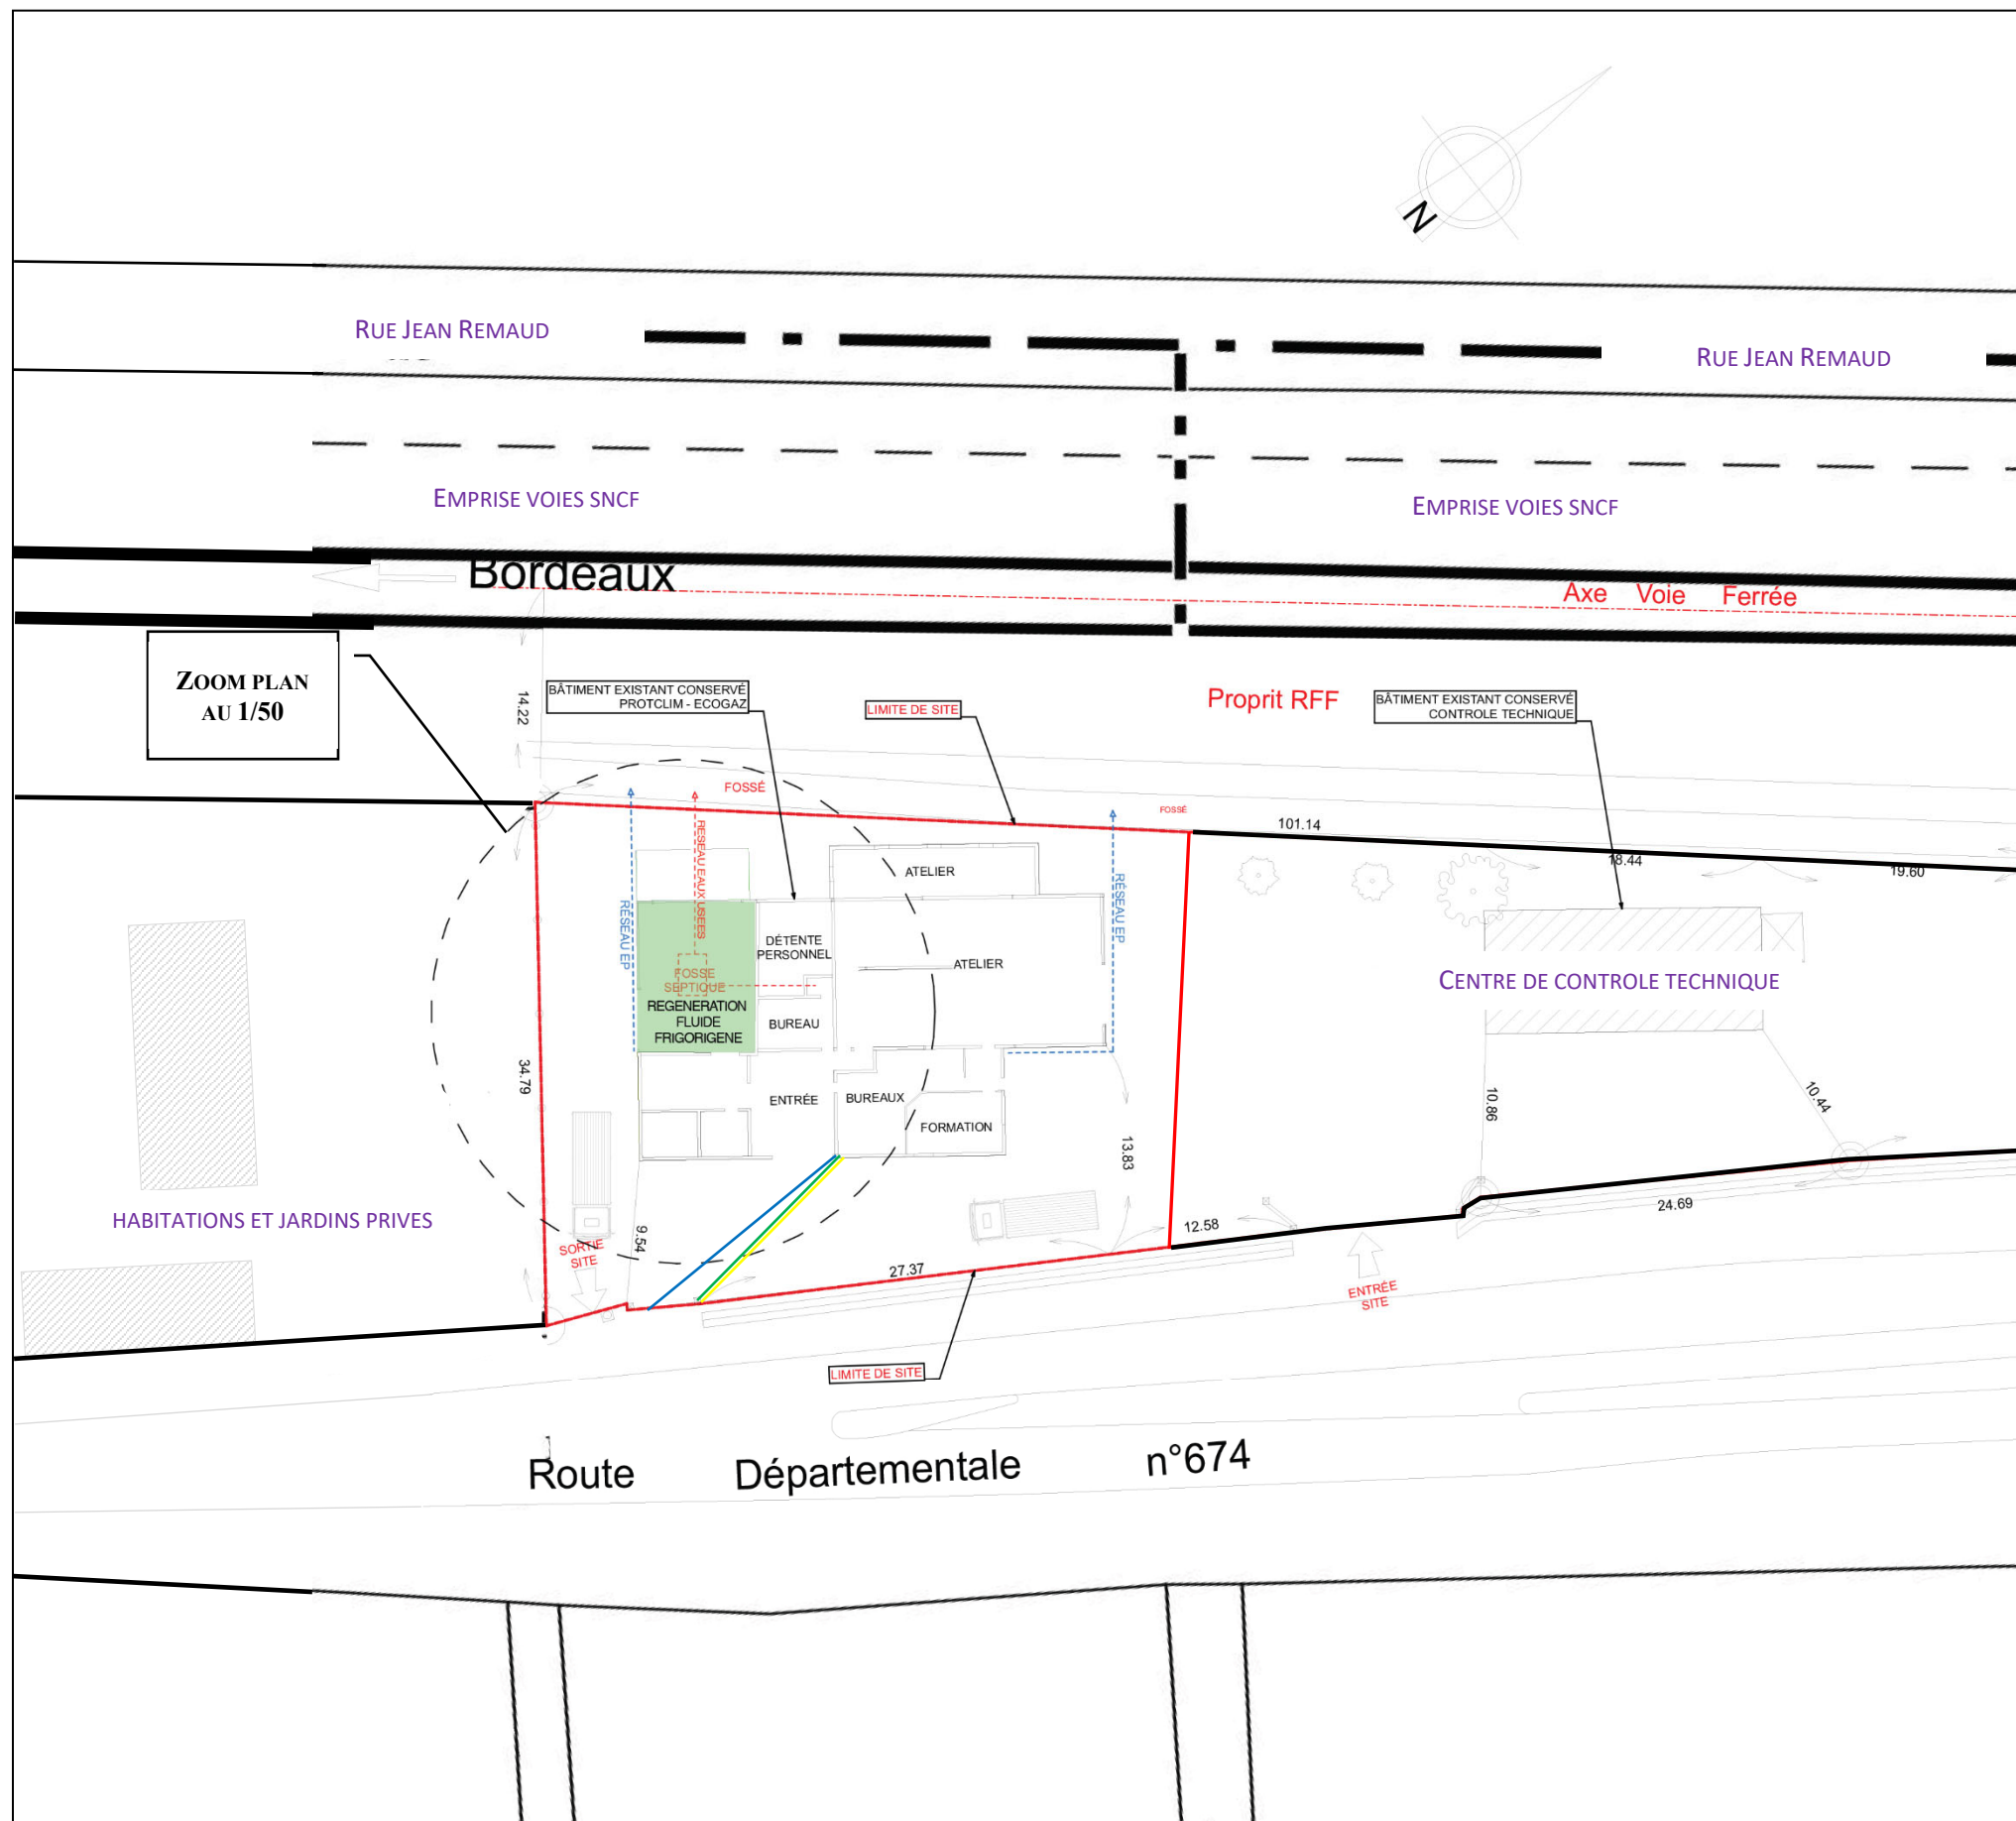 N
RUE JEAN REMAUD
RUE JEAN REMAUD
EMPRISE VOIES SNCF
EMPRISE VOIES SNCF
Bordeaux
Axe Voie Ferrée
ZOOM PLAN
AU 1/50
14.22
BÂTIMENT EXISTANT CONSERVÉ
PROTCLIM - ECOGAZ
LIMITE DE SITE
Proprit RFF
BÂTIMENT EXISTANT CONSERVÉ
CONTROLE TECHNIQUE
FOSSÉ
FOSSÉ
101.14
18.44
19.60
RESEAU EAUX USEES
RÉSEAU EP
RÉSEAU EP
ATELIER
DÉTENTE
PERSONNEL
ATELIER
FOSSE
SEPTIQUE
REGENERATION
FLUIDE
FRIGORIGENE
BUREAU
CENTRE DE CONTROLE TECHNIQUE
34.79
ENTRÉE
BUREAUX
FORMATION
10.86
10.44
13.83
HABITATIONS ET JARDINS PRIVES
9.54
SORTIE
SITE
12.58
24.69
27.37
ENTRÉE
SITE
LIMITE DE SITE
Route Départementale n°674